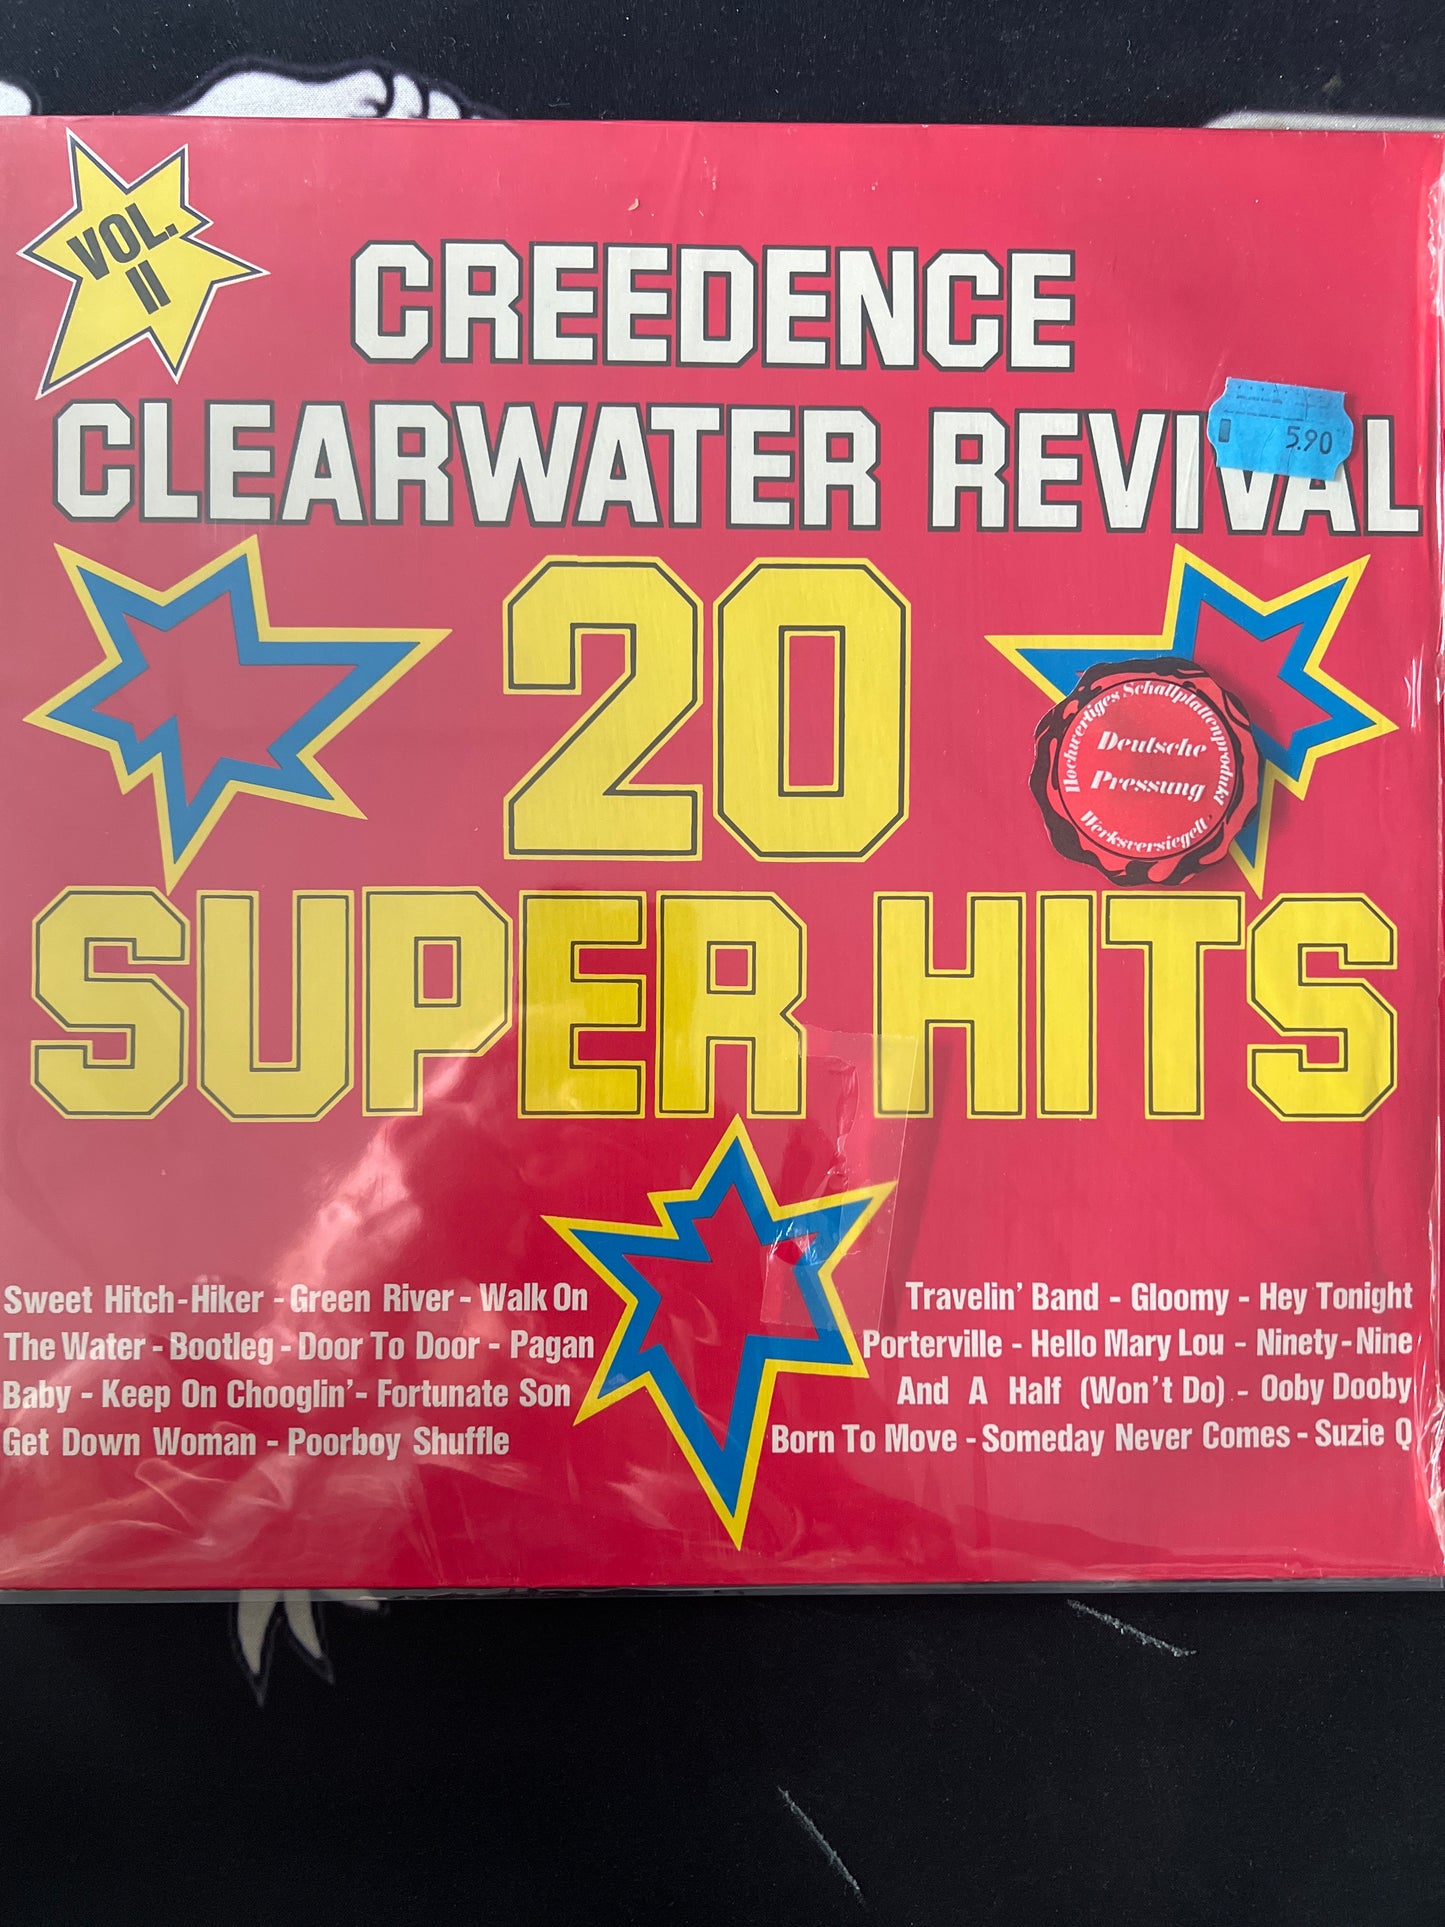 VOL.
II
CREEDENCE
CLEARWATER REVIVAL
5.90
20
Hochwertiges Schallplattenprodukt
Deutsche
Pressung
Werksversiegelt
SUPER HITS
Sweet Hitch-Hiker - Green River - Walk On
The Water - Bootleg - Door To Door - Pagan
Baby - Keep On Chooglin' - Fortunate Son
Get Down Woman - Poorboy Shuffle
Travelin' Band - Gloomy - Hey Tonight
Porterville - Hello Mary Lou - Ninety-Nine
And A Half (Won't Do) - Ooby Dooby
Born To Move - Someday Never Comes - Suzie Q